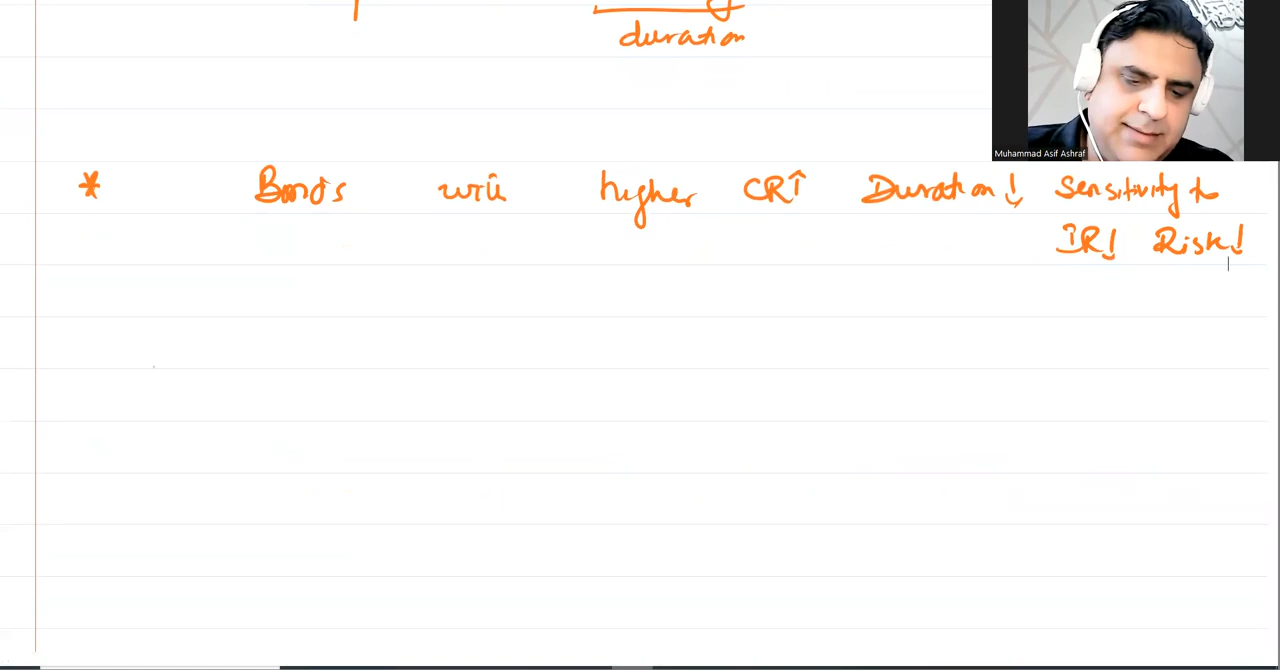 duration
Muhammad Asif Ashraf
* Bonds with higher CR↑ Duration↓ Sensitivity to
IR↓ Risk↓